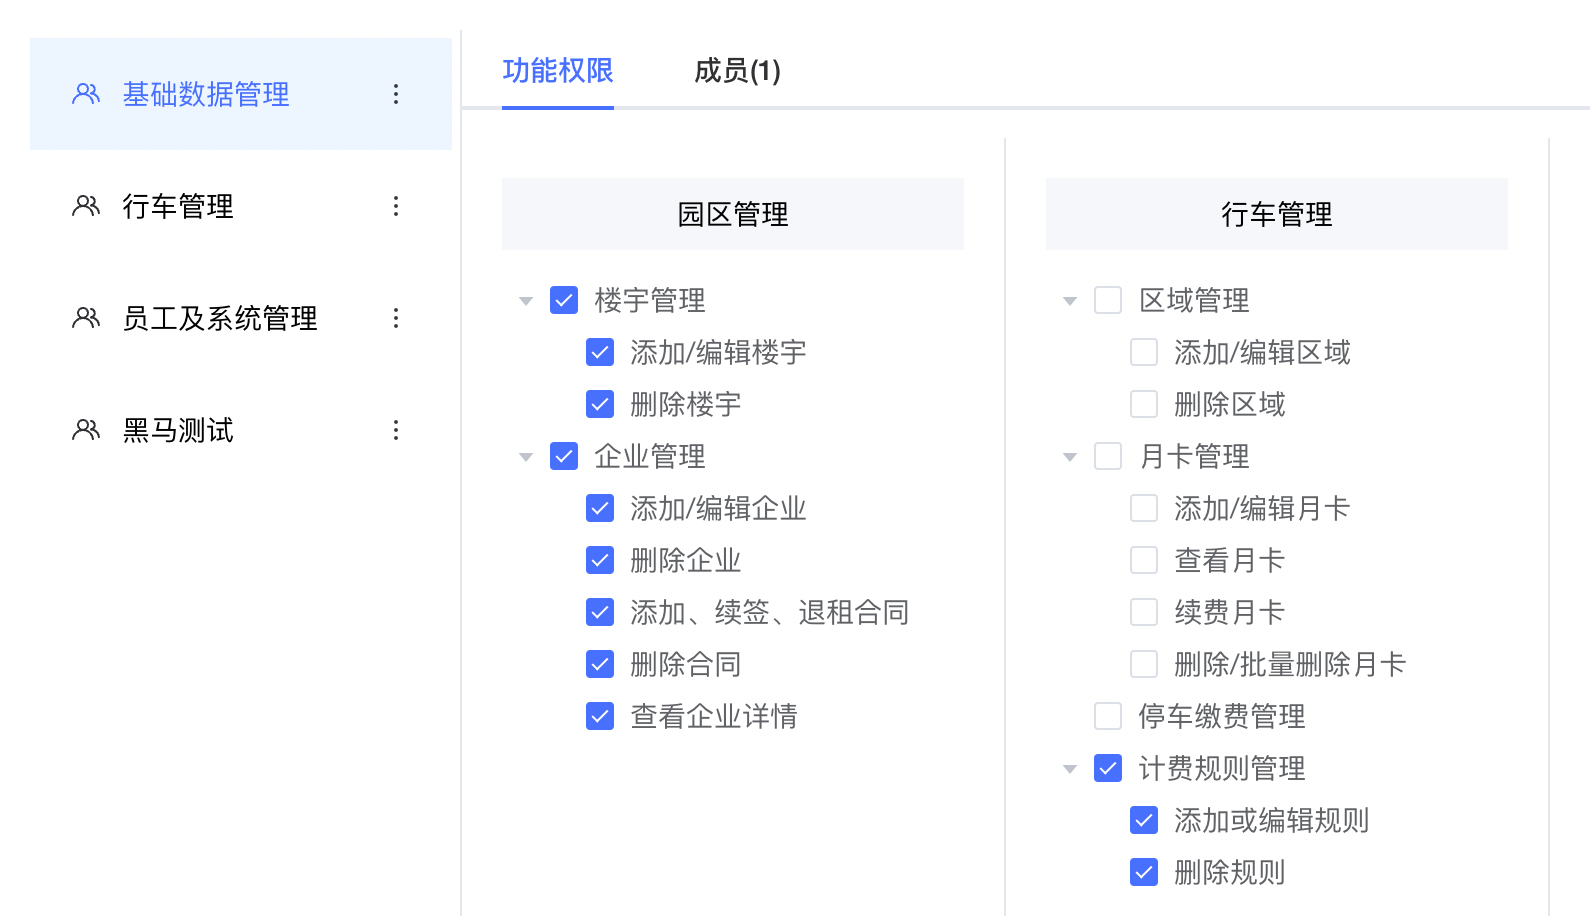 基础数据管理
行车管理
员工及系统管理
黑马测试
功能权限
成员(1)
园区管理
楼宇管理
添加/编辑楼宇
删除楼宇
企业管理
添加/编辑企业
删除企业
添加、续签、退租合同
删除合同
查看企业详情
行车管理
区域管理
添加/编辑区域
删除区域
月卡管理
添加/编辑月卡
查看月卡
续费月卡
删除/批量删除月卡
停车缴费管理
计费规则管理
添加或编辑规则
删除规则